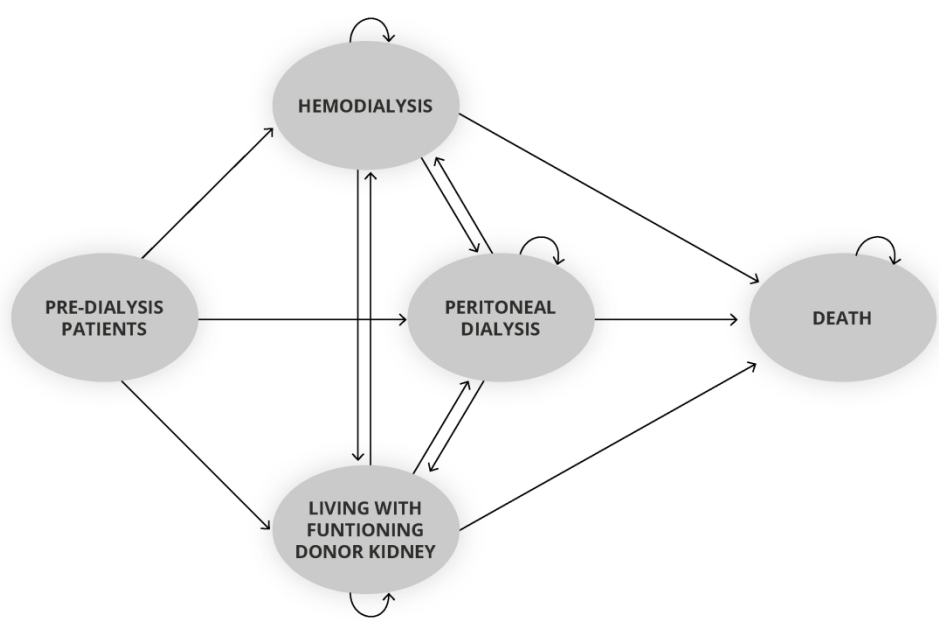 HEMODIALYSIS
PRE-DIALYSIS
PATIENTS
PERITONEAL
DIALYSIS
DEATH
LIVING WITH
FUNTIONING
DONOR KIDNEY